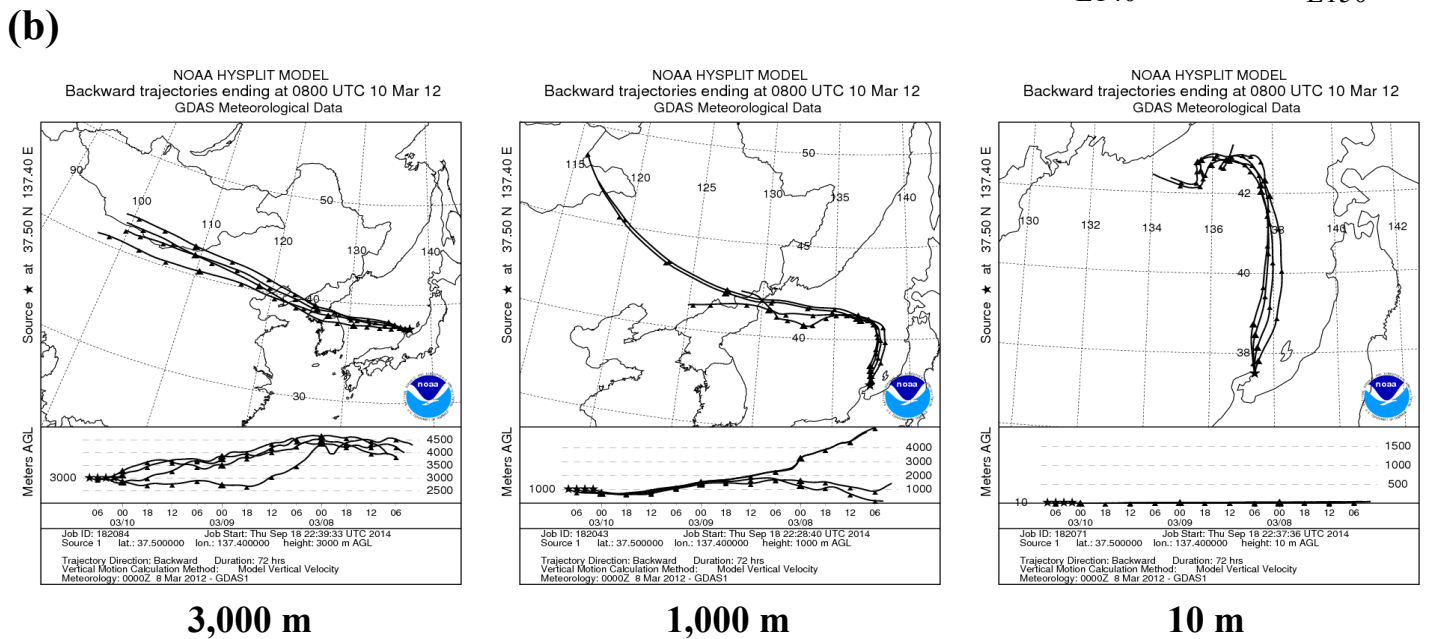 (b)
NOAA HYSPLIT MODEL
Backward trajectories ending at 0800 UTC 10 Mar 12
GDAS Meteorological Data
Source ★ at 37.50 N 137.40 E
90
100
110
120
130
140
50
40
30
noaa
Meters AGL
3000
4500
4000
3500
3000
2500
06 00 18 12 06 00 18 12 06 00 18 12 06
03/10 03/09 03/08
Job ID: 182084 Job Start: Thu Sep 18 22:39:33 UTC 2014
Source 1 lat.: 37.500000 lon.: 137.400000 height: 3000 m AGL
Trajectory Direction: Backward Duration: 72 hrs
Vertical Motion Calculation Method: Model Vertical Velocity
Meteorology: 0000Z 8 Mar 2012 - GDAS1
3,000 m
NOAA HYSPLIT MODEL
Backward trajectories ending at 0800 UTC 10 Mar 12
GDAS Meteorological Data
Source ★ at 37.50 N 137.40 E
115
120
125
130
135
140
50
45
40
noaa
Meters AGL
1000
4000
3000
2000
1000
06 00 18 12 06 00 18 12 06 00 18 12 06
03/10 03/09 03/08
Job ID: 182043 Job Start: Thu Sep 18 22:28:40 UTC 2014
Source 1 lat.: 37.500000 lon.: 137.400000 height: 1000 m AGL
Trajectory Direction: Backward Duration: 72 hrs
Vertical Motion Calculation Method: Model Vertical Velocity
Meteorology: 0000Z 8 Mar 2012 - GDAS1
1,000 m
NOAA HYSPLIT MODEL
Backward trajectories ending at 0800 UTC 10 Mar 12
GDAS Meteorological Data
Source ★ at 37.50 N 137.40 E
130
132
134
136
138
140
142
42
40
38
noaa
Meters AGL
10
1500
1000
500
06 00 18 12 06 00 18 12 06 00 18 12 06
03/10 03/09 03/08
Job ID: 182071 Job Start: Thu Sep 18 22:37:36 UTC 2014
Source 1 lat.: 37.500000 lon.: 137.400000 height: 10 m AGL
Trajectory Direction: Backward Duration: 72 hrs
Vertical Motion Calculation Method: Model Vertical Velocity
Meteorology: 0000Z 8 Mar 2012 - GDAS1
10 m